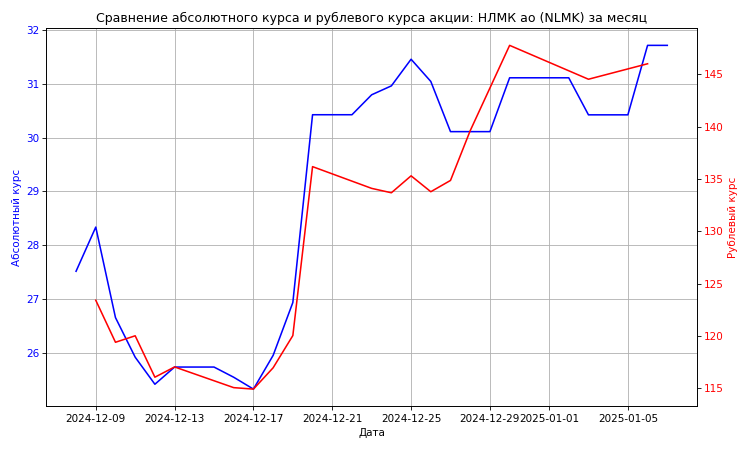 Сравнение абсолютного курса и рублевого курса акции: НЛМК ао (NLMK) за месяц
32
31
30
29
28
27
26
Абсолютный курс
145
140
135
130
125
120
115
Рублевый курс
2024-12-09 2024-12-13 2024-12-17 2024-12-21 2024-12-25 2024-12-29 2025-01-01 2025-01-05
Дата